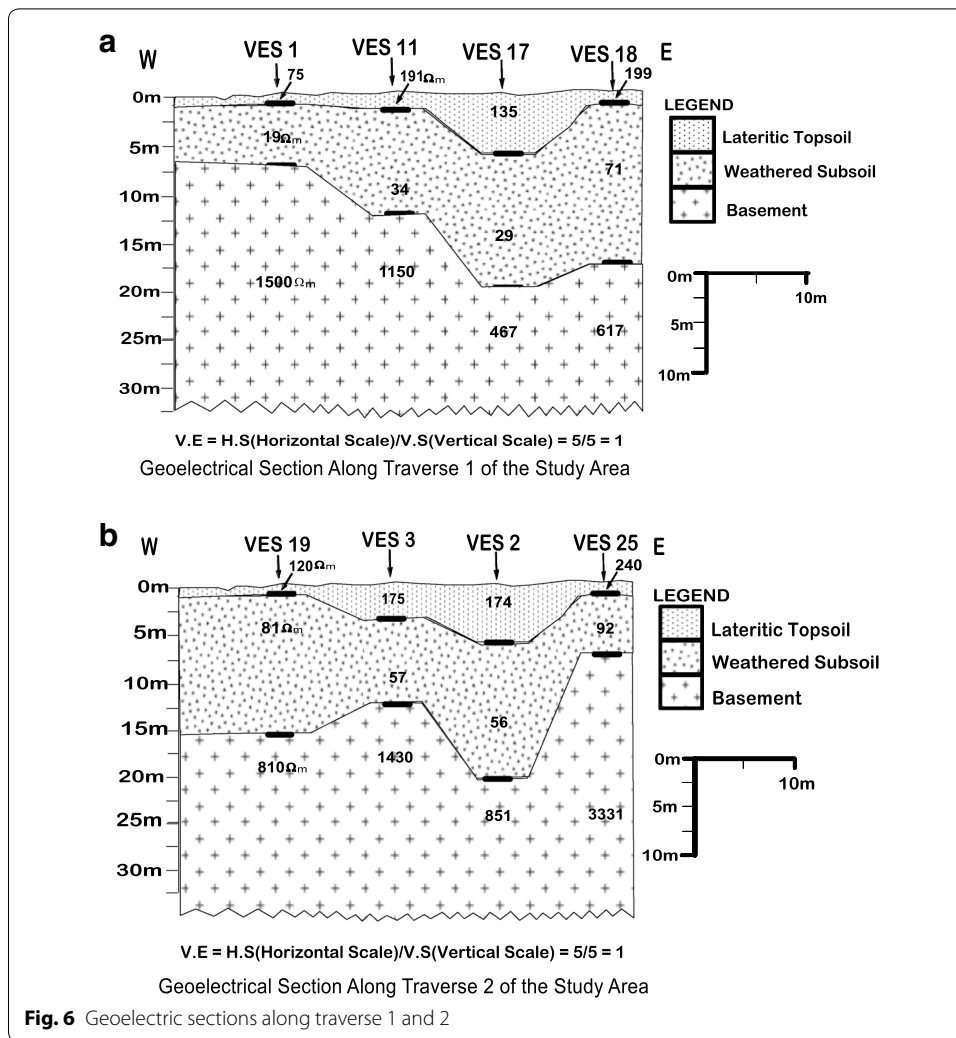 a
W
VES 1
VES 11
VES 17
VES 18
E
75
191Ωm
199
0m
5m
10m
15m
20m
25m
30m
135
19Ωm
71
34
29
1500Ωm
1150
467
617
LEGEND
Lateritic Topsoil
Weathered Subsoil
Basement
0m
5m
10m
10m
V.E = H.S(Horizontal Scale)/V.S(Vertical Scale) = 5/5 = 1
Geoelectrical Section Along Traverse 1 of the Study Area
b
W
VES 19
VES 3
VES 2
VES 25
E
120Ωm
240
0m
5m
10m
15m
20m
25m
30m
175
174
81Ωm
92
57
56
810Ωm
1430
851
3331
LEGEND
Lateritic Topsoil
Weathered Subsoil
Basement
0m
5m
10m
10m
V.E = H.S(Horizontal Scale)/V.S(Vertical Scale) = 5/5 = 1
Geoelectrical Section Along Traverse 2 of the Study Area
Fig. 6 Geoelectric sections along traverse 1 and 2